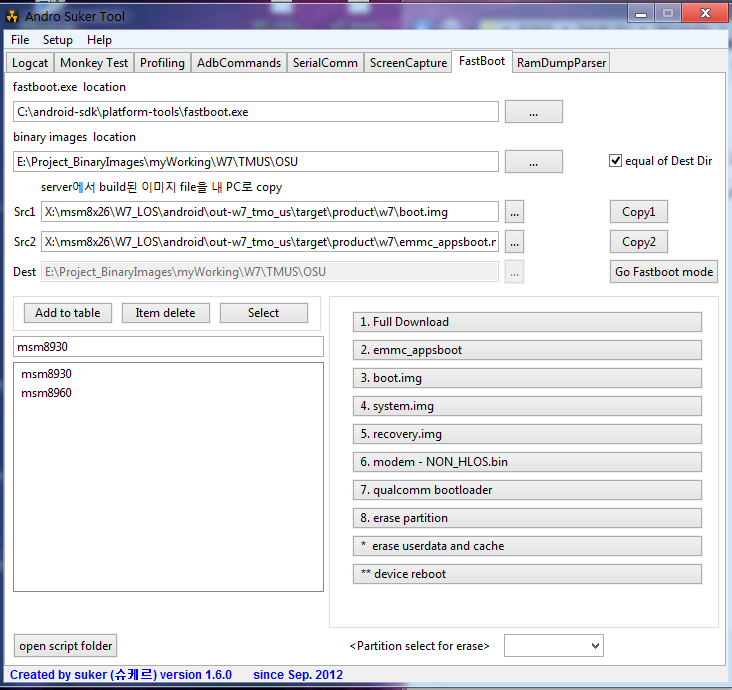 Andro Suker Tool
File Setup Help
Logcat Monkey Test Profiling AdbCommands SerialComm ScreenCapture FastBoot RamDumpParser
fastboot.exe location
C:\android-sdk\platform-tools\fastboot.exe ...
binary images location
E:\Project_BinaryImages\myWorking\W7\TMUS\OSU ... equal of Dest Dir
server에서 build된 이미지 file을 내 PC로 copy
Src1 X:\msm8x26\W7_LOS\android\out-w7_tmo_us\target\product\w7\boot.img ... Copy1
Src2 X:\msm8x26\W7_LOS\android\out-w7_tmo_us\target\product\w7\emmc_appsboot.r ... Copy2
Dest E:\Project_BinaryImages\myWorking\W7\TMUS\OSU ... Go Fastboot mode
Add to table Item delete Select
msm8930
msm8930
msm8960
1. Full Download
2. emmc_appsboot
3. boot.img
4. system.img
5. recovery.img
6. modem - NON_HLOS.bin
7. qualcomm bootloader
8. erase partition
* erase userdata and cache
** device reboot
open script folder <Partition select for erase>
Created by suker (슈케르) version 1.6.0 since Sep. 2012